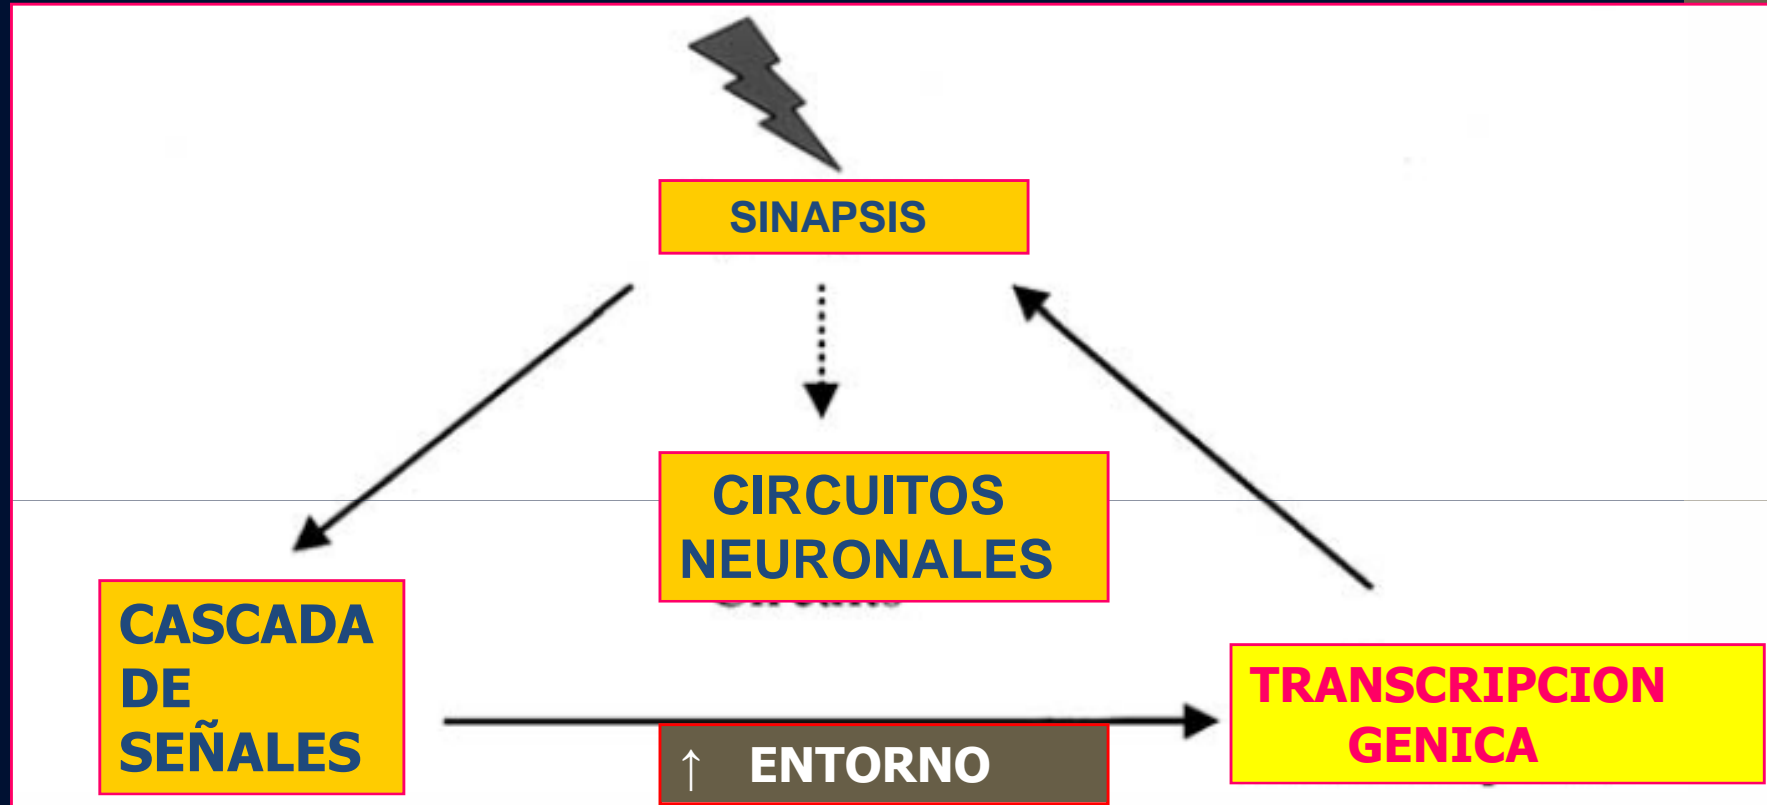 SINAPSIS
CIRCUITOS
NEURONALES
CASCADA
DE
SEÑALES
TRANSCRIPCION
GENICA
↑ ENTORNO